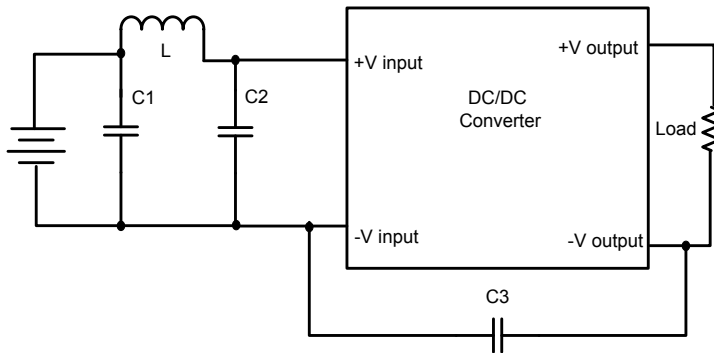 L
C1
C2
+V input
-V input
DC/DC
Converter
+V output
-V output
Load
C3